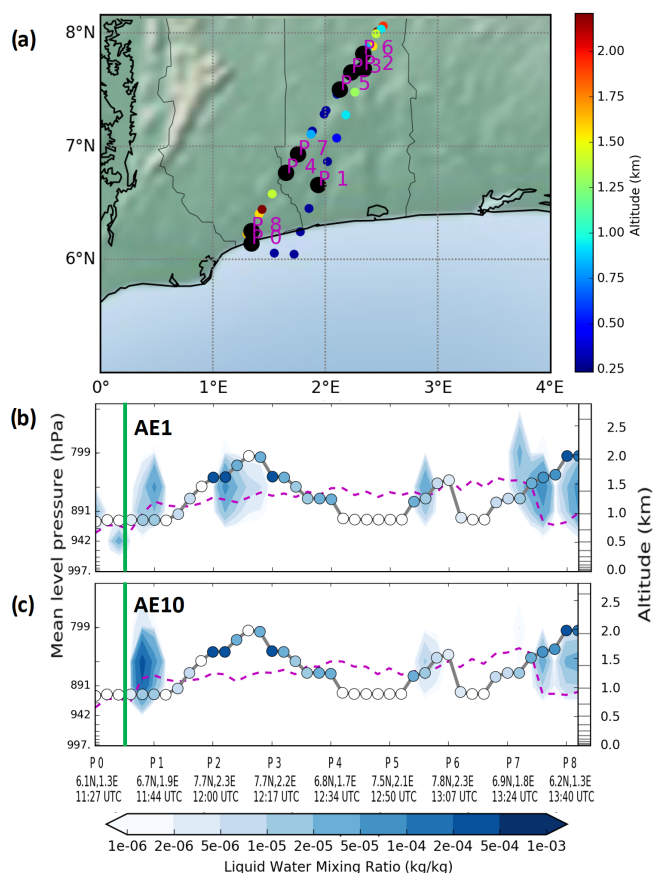 (a)
8°N
7°N
6°N
0°
1°E
2°E
3°E
4°E
P 6
P 2
P 3
P 5
P 7
P 4
P 1
P 8
P 0
2.00
1.75
1.50
1.25
1.00
0.75
0.50
0.25
Altitude (km)
(b)
AE1
799
891
942
997.
2.5
2.0
1.5
1.0
0.5
0.0
(c)
AE10
799
891
942
997.
2.5
2.0
1.5
1.0
0.5
0.0
Mean level pressure (hPa)
Altitude (km)
P 0 P 1 P 2 P 3 P 4 P 5 P 6 P 7 P 8
6.1N,1.3E 6.7N,1.9E 7.7N,2.3E 7.7N,2.2E 6.8N,1.7E 7.5N,2.1E 7.8N,2.3E 6.9N,1.8E 6.2N,1.3E
11:27 UTC 11:44 UTC 12:00 UTC 12:17 UTC 12:34 UTC 12:50 UTC 13:07 UTC 13:24 UTC 13:40 UTC
1e-06 2e-06 5e-06 1e-05 2e-05 5e-05 1e-04 2e-04 5e-04 1e-03
Liquid Water Mixing Ratio (kg/kg)